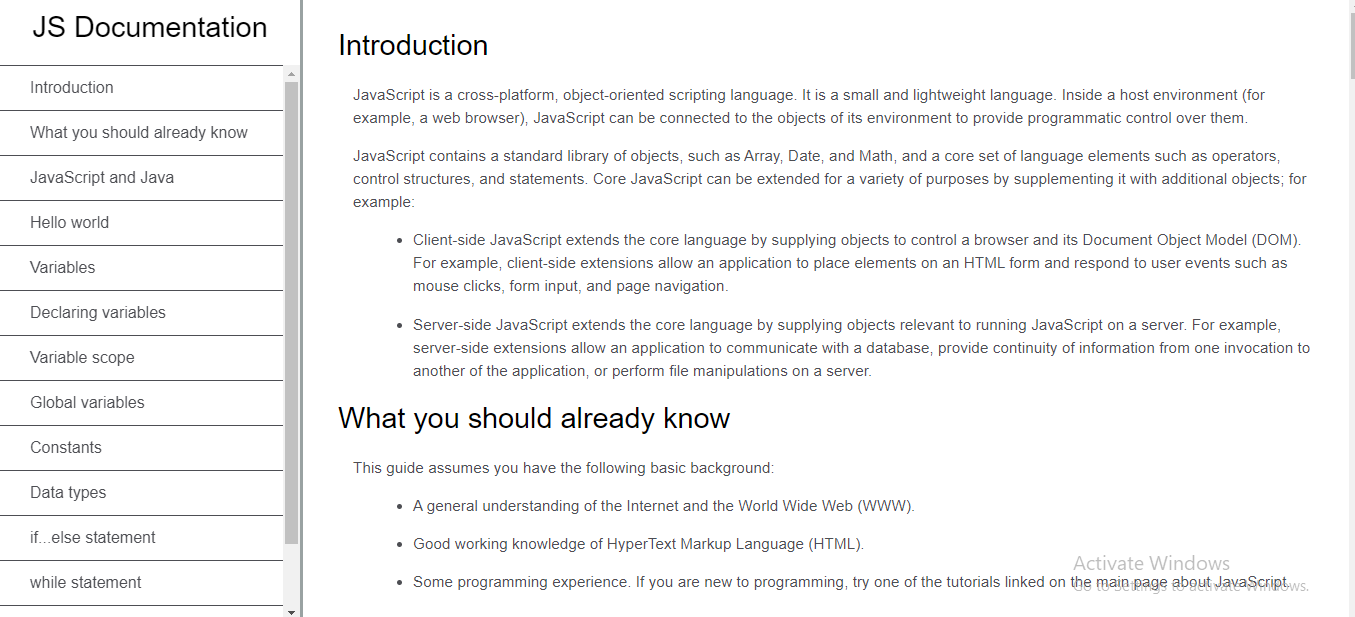 JS Documentation
Introduction
What you should already know
JavaScript and Java
Hello world
Variables
Declaring variables
Variable scope
Global variables
Constants
Data types
if...else statement
while statement
Introduction
JavaScript is a cross-platform, object-oriented scripting language. It is a small and lightweight language. Inside a host environment (for
example, a web browser), JavaScript can be connected to the objects of its environment to provide programmatic control over them.
JavaScript contains a standard library of objects, such as Array, Date, and Math, and a core set of language elements such as operators,
control structures, and statements. Core JavaScript can be extended for a variety of purposes by supplementing it with additional objects; for
example:
• Client-side JavaScript extends the core language by supplying objects to control a browser and its Document Object Model (DOM).
For example, client-side extensions allow an application to place elements on an HTML form and respond to user events such as
mouse clicks, form input, and page navigation.
• Server-side JavaScript extends the core language by supplying objects relevant to running JavaScript on a server. For example,
server-side extensions allow an application to communicate with a database, provide continuity of information from one invocation to
another of the application, or perform file manipulations on a server.
What you should already know
This guide assumes you have the following basic background:
• A general understanding of the Internet and the World Wide Web (WWW).
• Good working knowledge of HyperText Markup Language (HTML).
• Some programming experience. If you are new to programming, try one of the tutorials linked on the main page about JavaScript.
Activate Windows
Go to Settings to activate Windows.